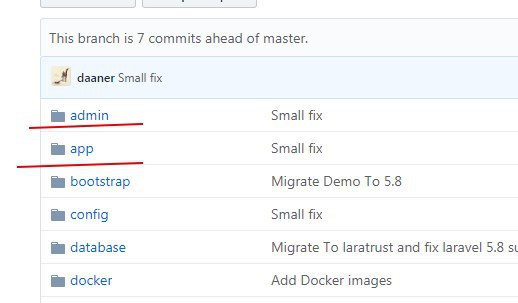 This branch is 7 commits ahead of master.
daaner Small fix
admin Small fix
app Small fix
bootstrap Migrate Demo To 5.8
config Small fix
database Migrate To laratrust and fix laravel 5.8
docker Add Docker images